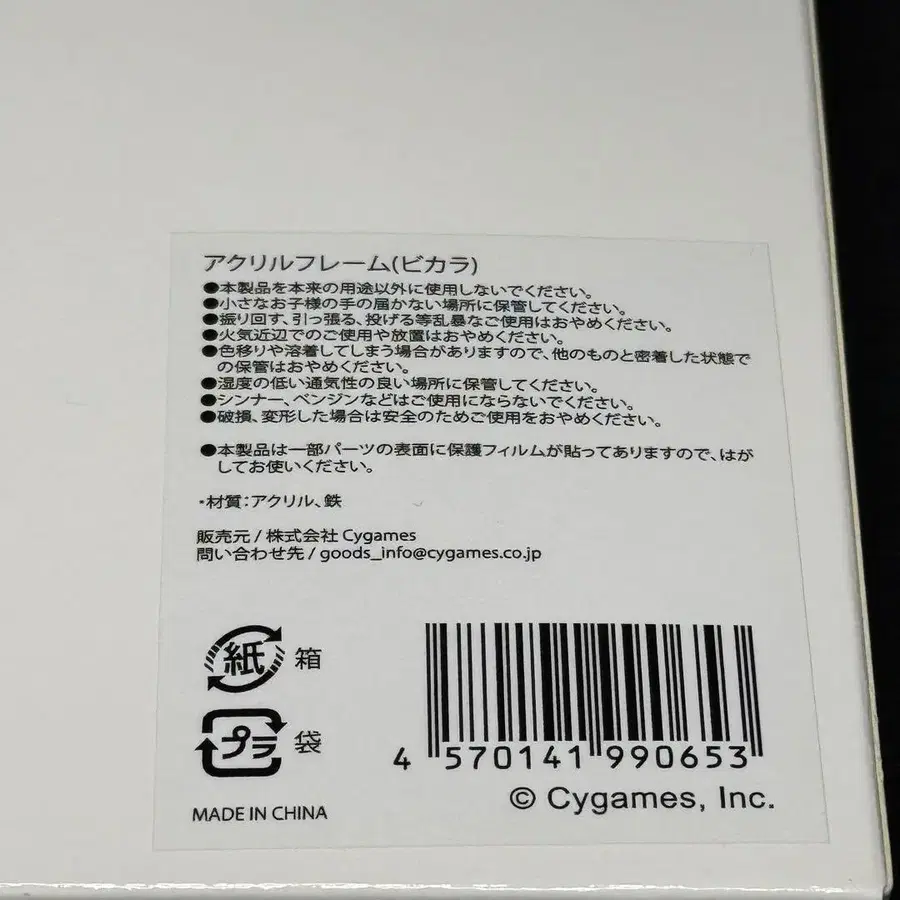 アクリルフレーム(ビカラ)
●本製品を本来の用途以外に使用しないでください。
●小さなお子様の手の届かない場所に保管してください。
●振り回す、引っ張る、投げる等乱暴なご使用はおやめください。
●火気近辺でのご使用や放置はおやめください。
●色移りや溶着してしまう場合がありますので、他のものと密着した状態で
の保管はおやめください。
●湿度の低い通気性の良い場所に保管してください。
●シンナー、ベンジンなどはご使用にならないでください。
●破損、変形した場合は安全のためご使用をおやめください。
●本製品は一部パーツの表面に保護フィルムが貼ってありますので、はが
してお使いください。
・材質：アクリル、鉄
販売元 / 株式会社 Cygames
問い合わせ先 / goods_info@cygames.co.jp
紙 箱
プラ 袋
4 570141 990653
© Cygames, Inc.
MADE IN CHINA